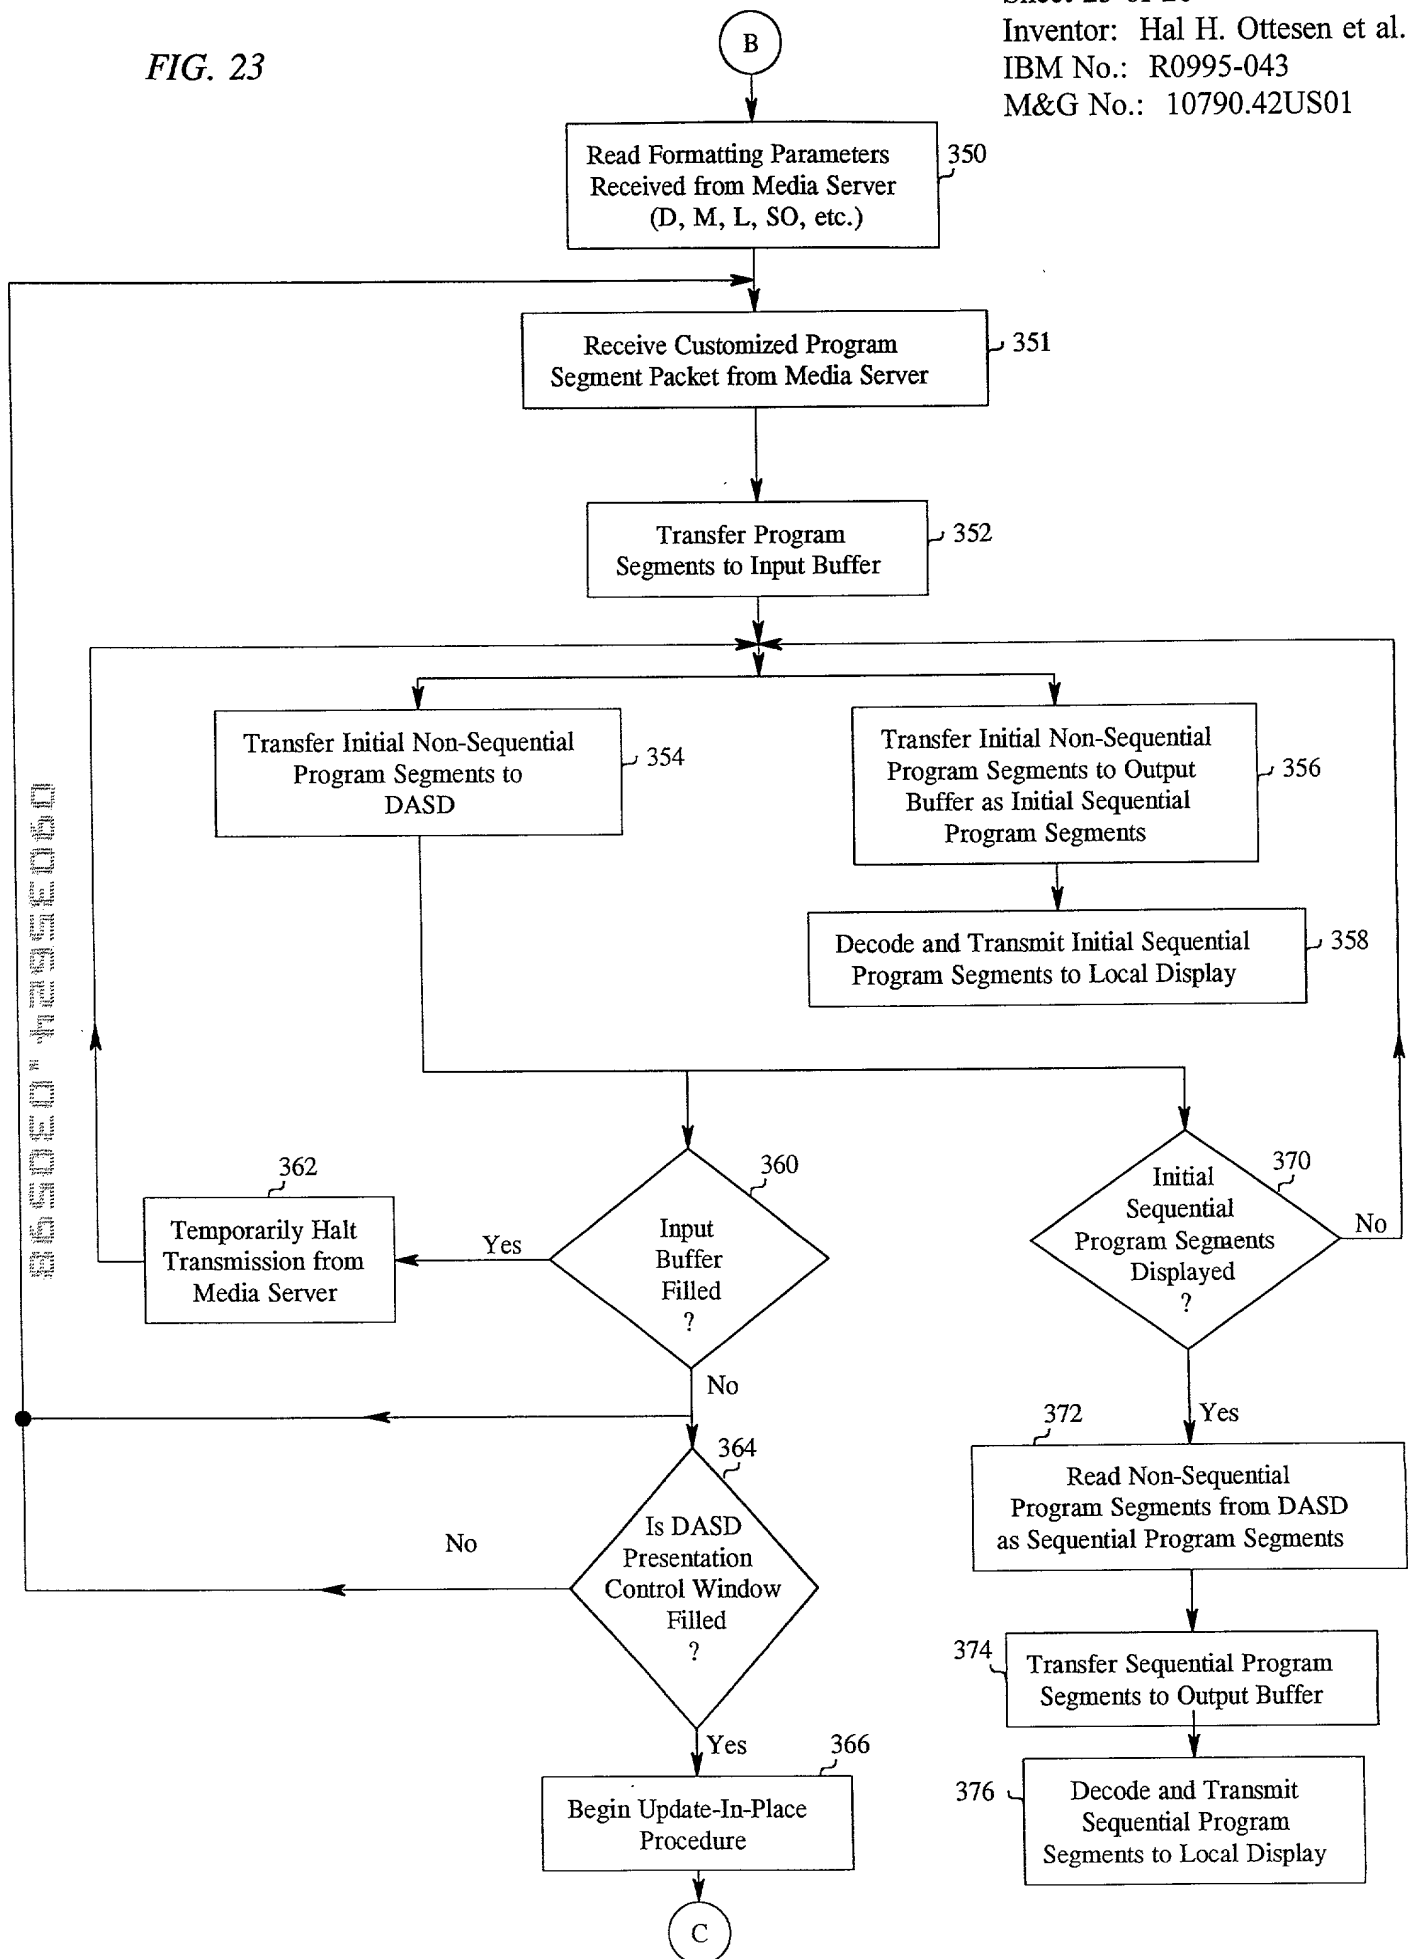 Inventor: Hal H. Ottesen et al.
IBM No.: R0995-043
M&G No.: 10790.42US01
FIG. 23
B
Read Formatting Parameters
Received from Media Server
(D, M, L, SO, etc.)
350
Receive Customized Program
Segment Packet from Media Server
351
Transfer Program
Segments to Input Buffer
352
Transfer Initial Non-Sequential
Program Segments to
DASD
354
Transfer Initial Non-Sequential
Program Segments to Output
Buffer as Initial Sequential
Program Segments
356
Decode and Transmit Initial Sequential
Program Segments to Local Display
358
09035624.030598
362
Temporarily Halt
Transmission from
Media Server
Yes
360
Input
Buffer
Filled
?
No
370
Initial
Sequential
Program Segments
Displayed
?
No
Yes
364
Is DASD
Presentation
Control Window
Filled
?
No
Yes
366
Begin Update-In-Place
Procedure
C
372
Read Non-Sequential
Program Segments from DASD
as Sequential Program Segments
374
Transfer Sequential Program
Segments to Output Buffer
376
Decode and Transmit
Sequential Program
Segments to Local Display